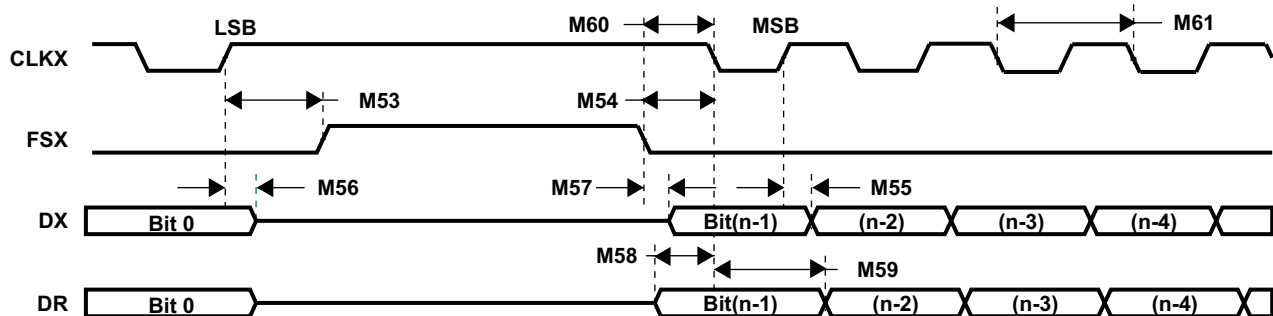 LSB
M60
MSB
M61
CLKX
M53
M54
FSX
M56
M57
M55
DX
Bit 0
Bit(n-1)
(n-2)
(n-3)
(n-4)
M58
M59
DR
Bit 0
Bit(n-1)
(n-2)
(n-3)
(n-4)